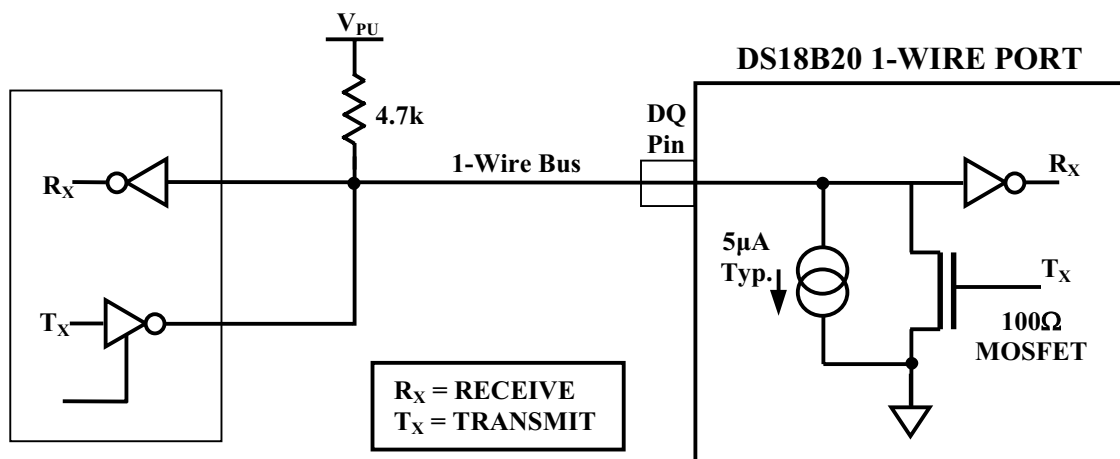 V_PU
DS18B20 1-WIRE PORT
4.7k
DQ
Pin
1-Wire Bus
R_X
R_X
5µA
Typ.
T_X
T_X
100Ω
MOSFET
R_X = RECEIVE
T_X = TRANSMIT